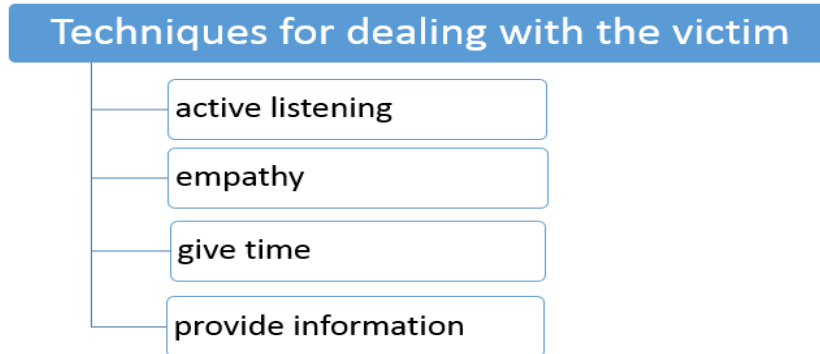 Techniques for dealing with the victim
active listening
empathy
give time
provide information